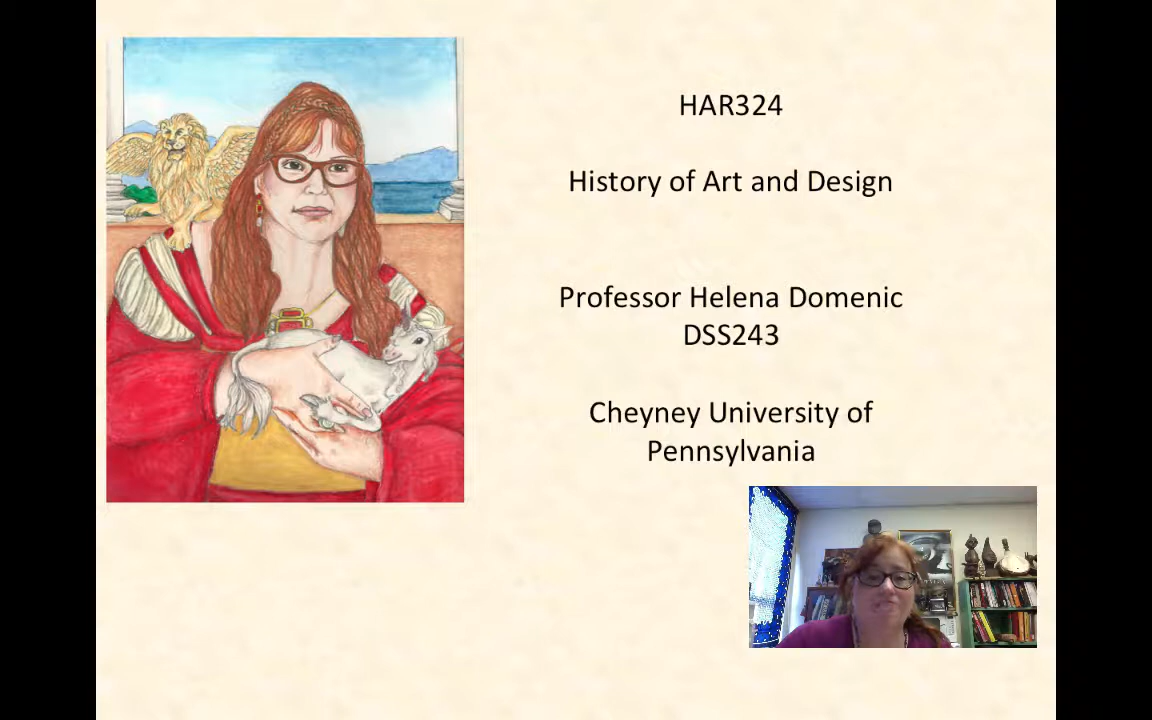 HAR324
History of Art and Design
Professor Helena Domenic
DSS243
Cheyney University of
Pennsylvania